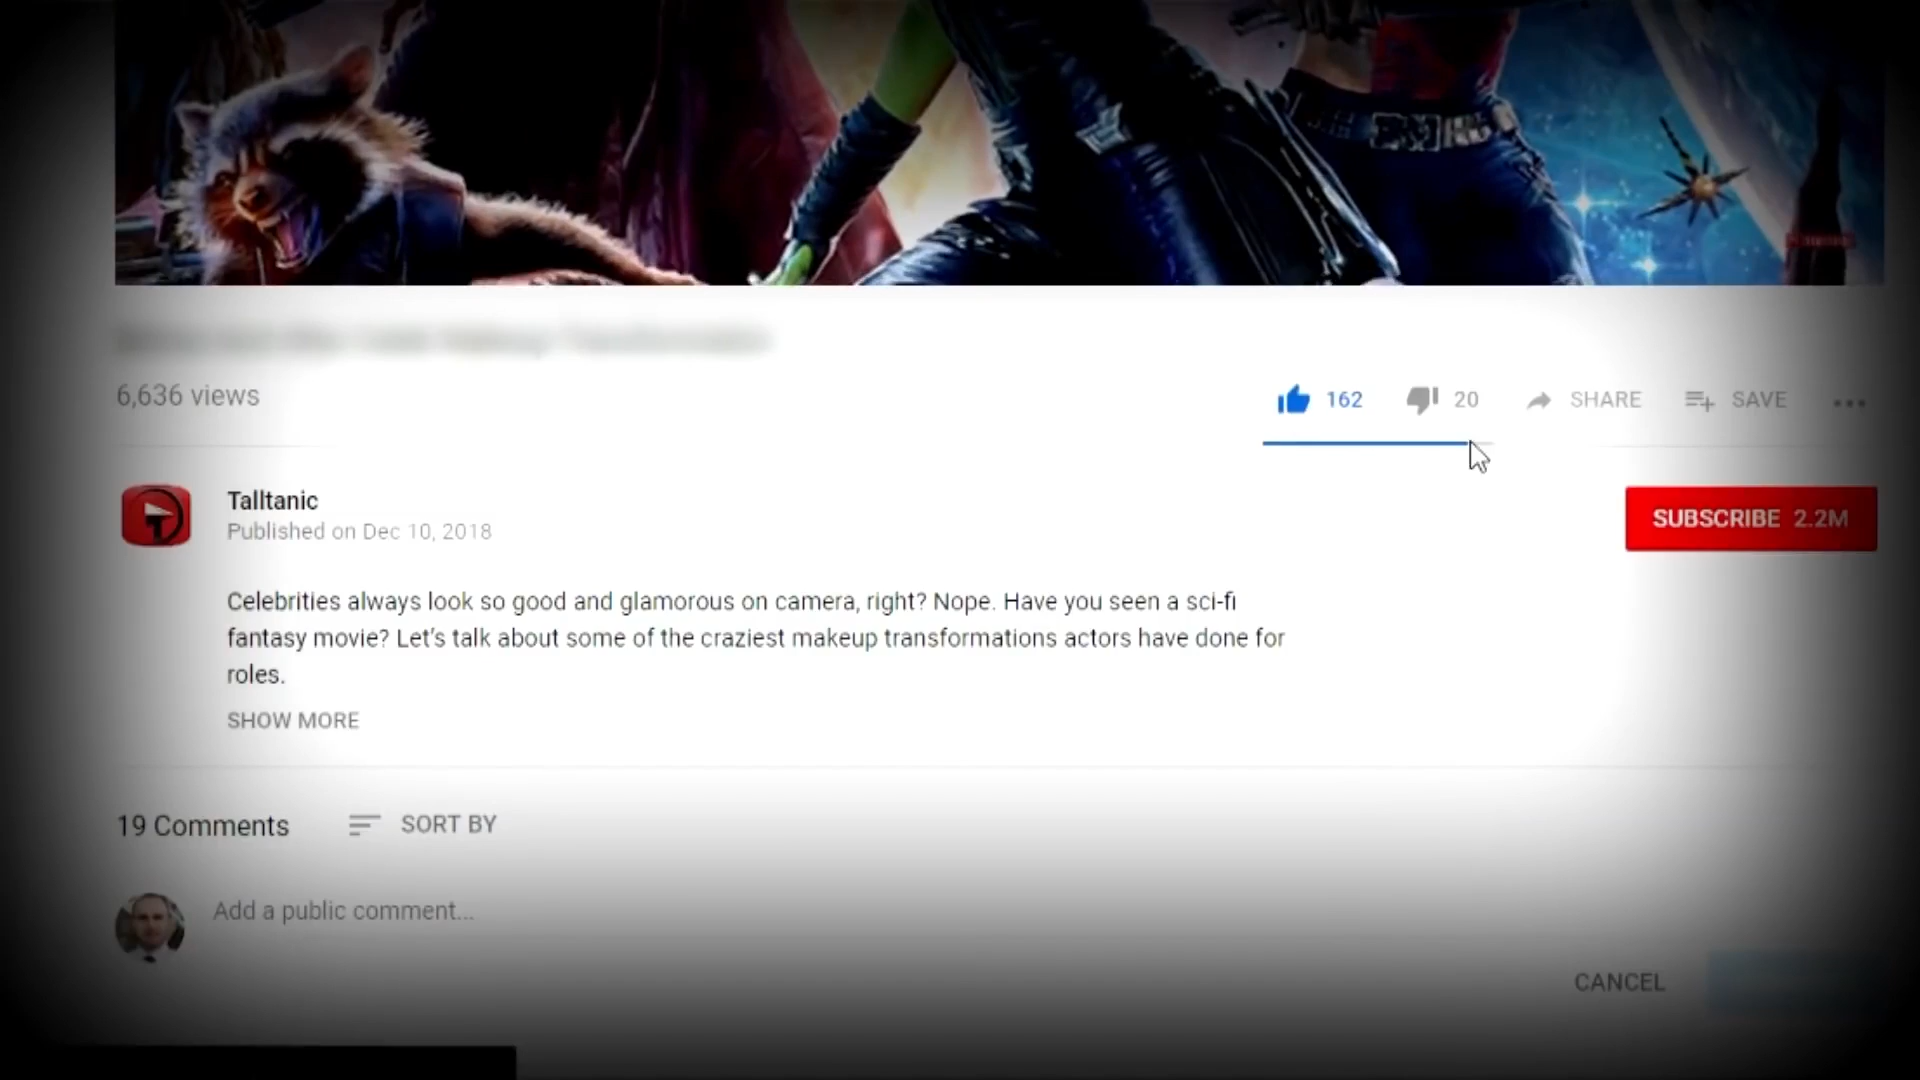 6,636 views
162 20 SHARE SAVE
Talltanic
Published on Dec 10, 2018
SUBSCRIBE 2.2M
Celebrities always look so good and glamorous on camera, right? Nope. Have you seen a sci-fi
fantasy movie? Let's talk about some of the craziest makeup transformations actors have done for
roles.
SHOW MORE
19 Comments SORT BY
Add a public comment...
CANCEL